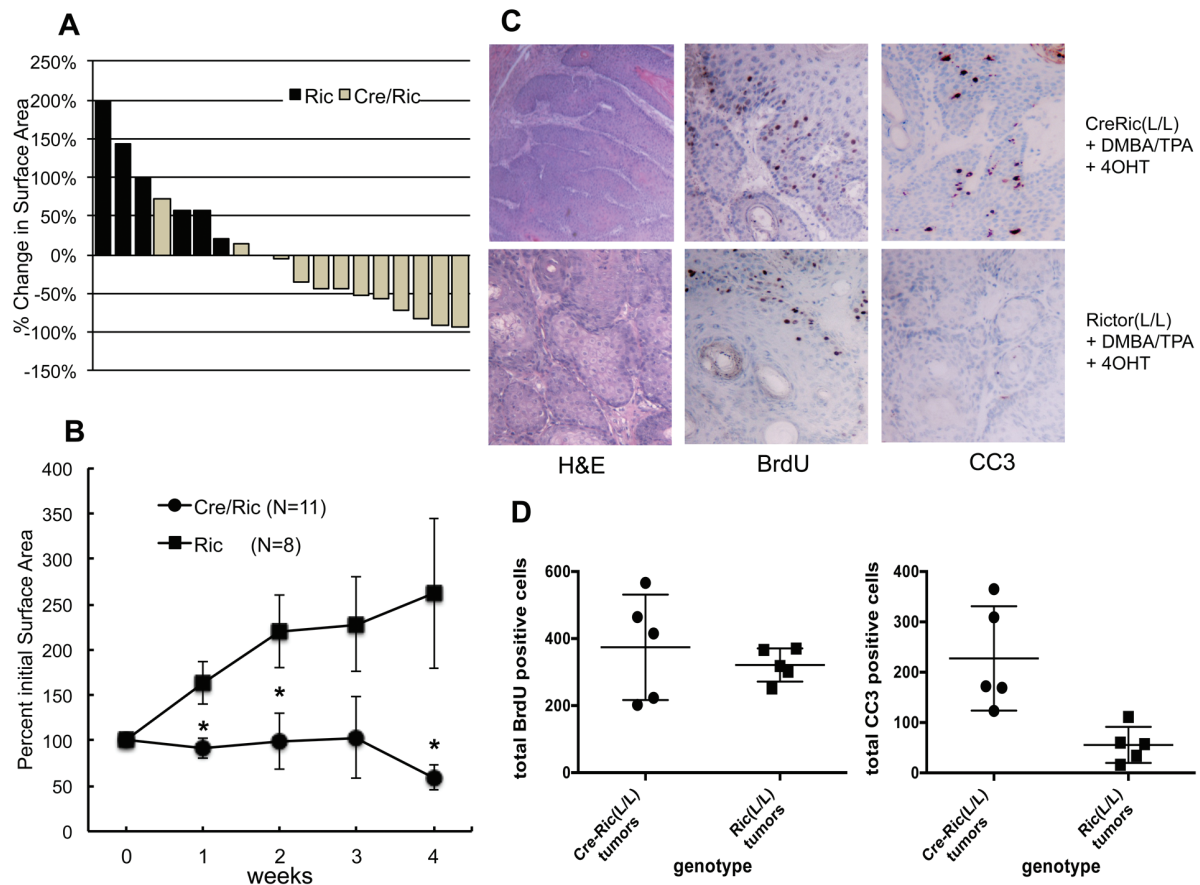 A
250%
200%
150%
100%
50%
0%
-50%
-100%
-150%
% Change in Surface Area
Ric Cre/Ric
B
400
350
300
250
200
150
100
50
0
Percent initial Surface Area
Cre/Ric (N=11)
Ric (N=8)
*
*
*
0 1 2 3 4
weeks
C
CreRic(L/L)
+ DMBA/TPA
+ 4OHT
Rictor(L/L)
+ DMBA/TPA
+ 4OHT
H&E BrdU CC3
D
600
400
200
0
total BrdU positive cells
Cre-Ric(L/L)
tumors
Ric(L/L)
tumors
genotype
400
300
200
100
0
total CC3 positive cells
Cre-Ric(L/L)
tumors
Ric(L/L)
tumors
genotype